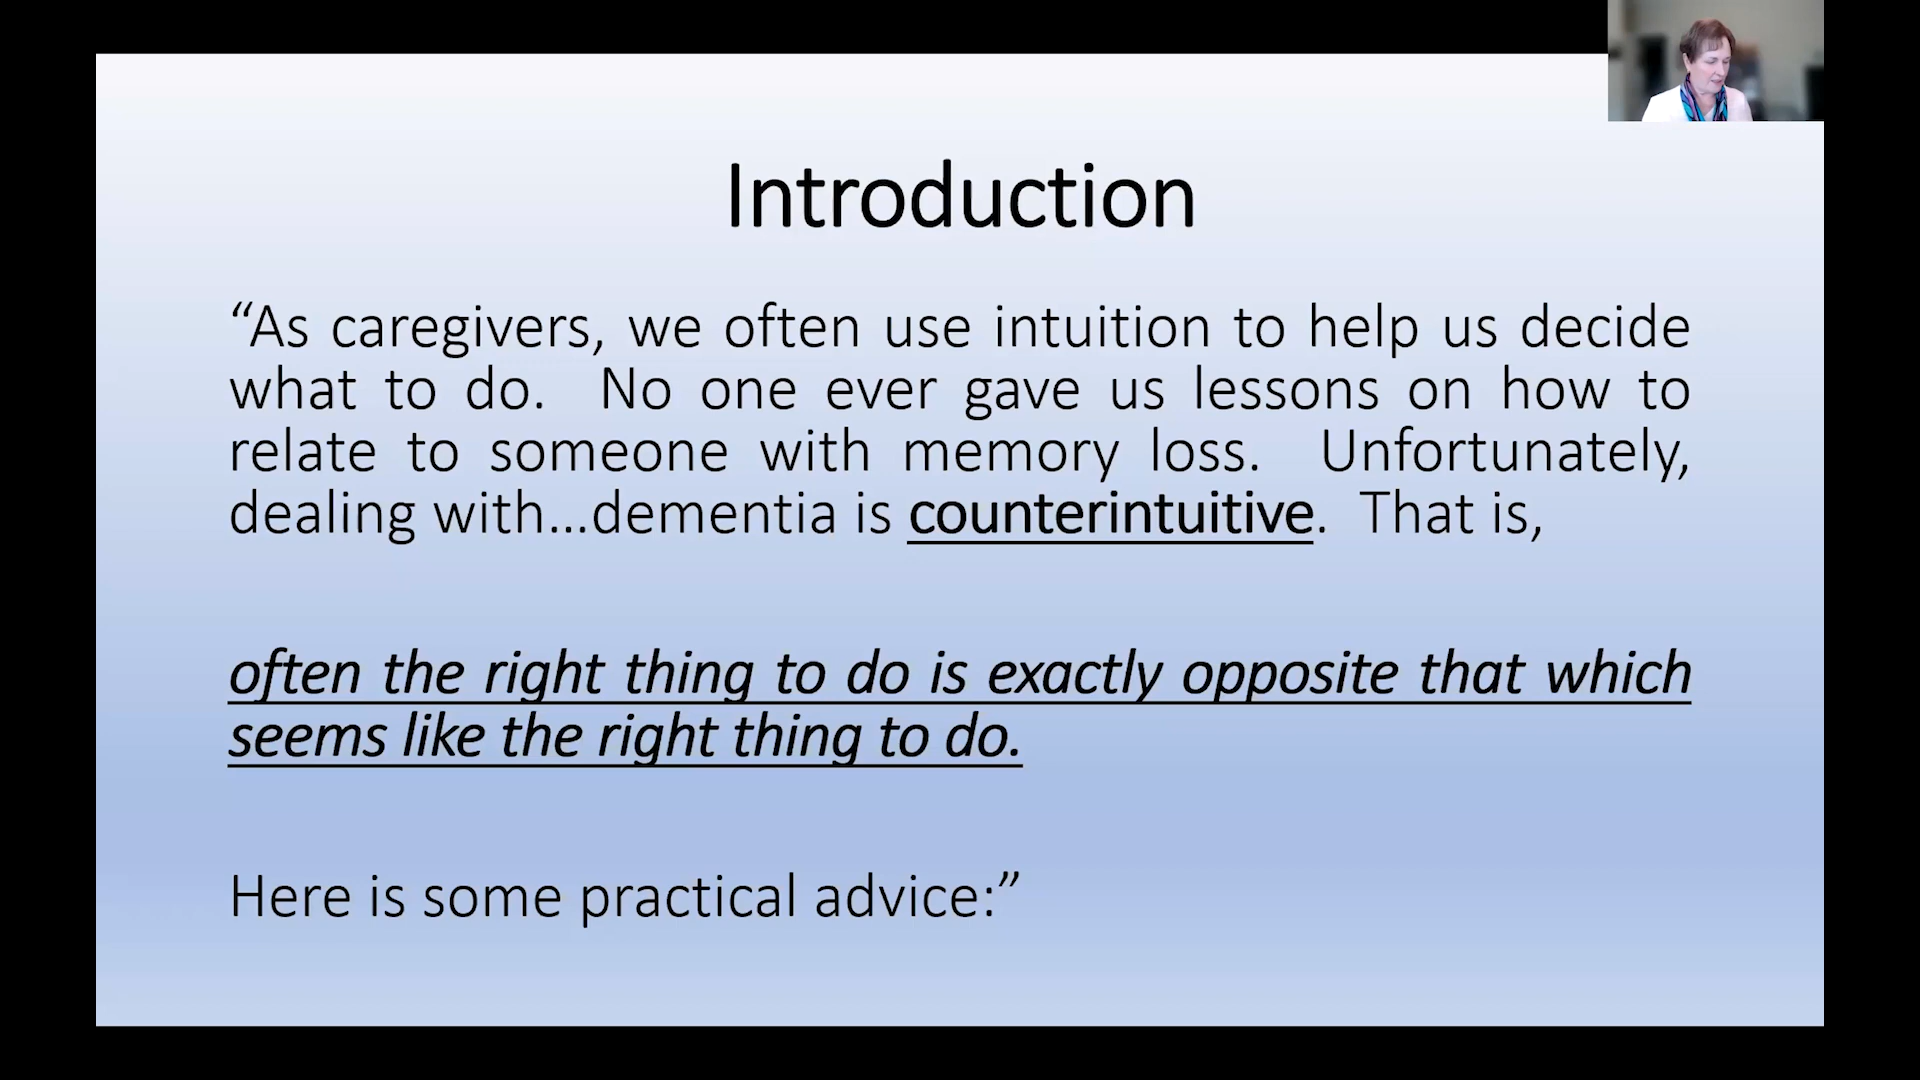 Introduction
“As caregivers, we often use intuition to help us decide
what to do. No one ever gave us lessons on how to
relate to someone with memory loss. Unfortunately,
dealing with...dementia is counterintuitive. That is,
often the right thing to do is exactly opposite that which
seems like the right thing to do.
Here is some practical advice:”